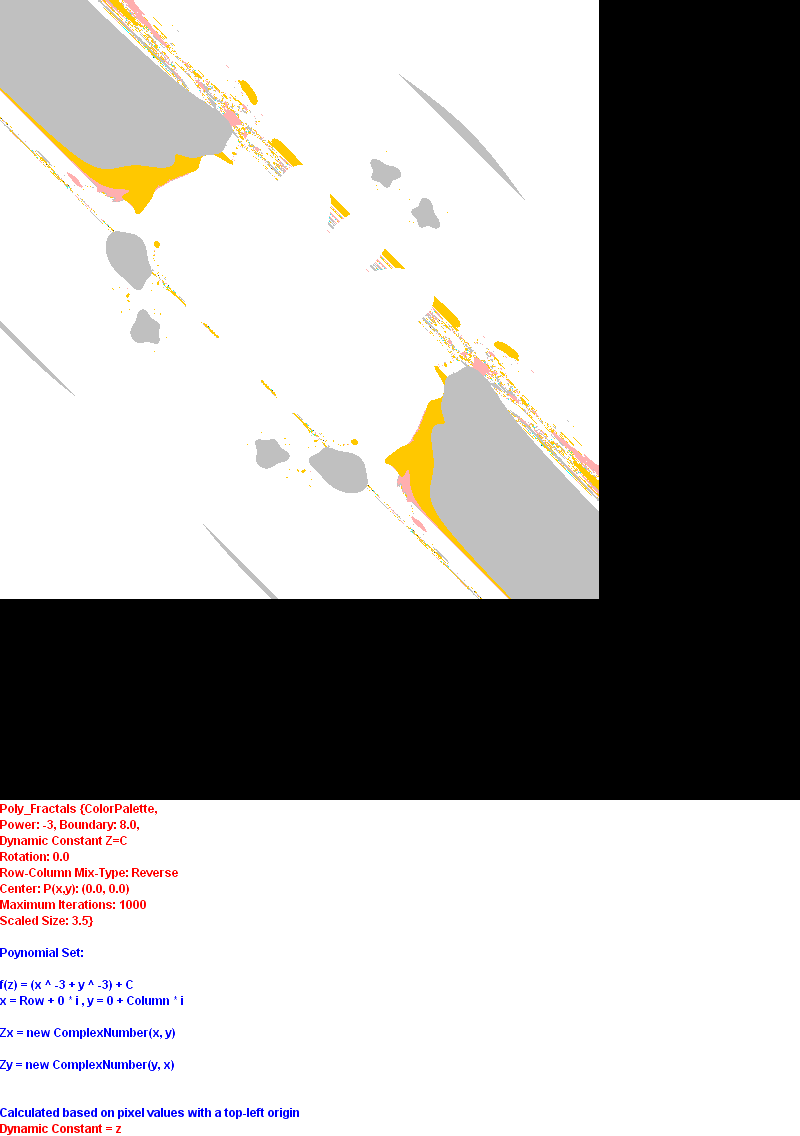 Poly_Fractals {ColorPalette,
Power: -3, Boundary: 8.0,
Dynamic Constant Z=C
Rotation: 0.0
Row-Column Mix-Type: Reverse
Center: P(x,y): (0.0, 0.0)
Maximum Iterations: 1000
Scaled Size: 3.5}
Poynomial Set:
f(z) = (x ^ -3 + y ^ -3) + C
x = Row + 0 * i , y = 0 + Column * i
Zx = new ComplexNumber(x, y)
Zy = new ComplexNumber(y, x)
Calculated based on pixel values with a top-left origin
Dynamic Constant = z